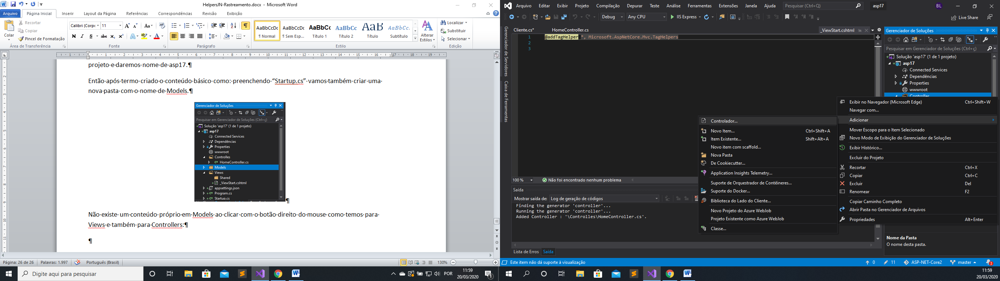 HelpersJN-Rastreamento.docx - Microsoft Word
Arquivo Página Inicial Inserir Layout da Página Referências Correspondências Revisão Exibição
Colar
Recortar
Copiar
Pincel de Formatação
Área de Transferência
Calibri (Corpo 11
Fonte
Parágrafo
AaBbCcDc AaBbCcDc AaBbCc AaBbCc AaB AaBbCc.
¶ Normal ¶ Sem Esp... Título 1 Título 2 Título Subtítulo
Alterar Estilos
Estilo
Localizar
Substituir
Selecionar
Edição
projeto e daremos nome de asp17.¶
Então após termo criado o conteúdo básico como: preenchendo “Startup.cs” vamos também criar uma
nova pasta com o nome de Models.¶
Gerenciador de Soluções
Pesquisar em Gerenciador de Soluções (Ctrl+ç)
Solução 'asp17' (1 de 1 projeto)
asp17
Connected Services
Dependências
Properties
wwwroot
Controlles
HomeController.cs
Models
Views
Shared
_ViewStart.cshtml
appsettings.json
Program.cs
Startup.cs
¶
Não existe um conteúdo próprio em Models ao clicar com o botão direito do mouse como temos para
Views e também para Controllers:¶
¶
Página: 26 de 26 Palavras: 1.997 Português (Brasil) 130%
Digite aqui para pesquisar
POR
11:59
20/03/2020
Arquivo Editar Exibir Projeto Compilação Depurar Teste Análise Ferramentas Extensões Janela Ajuda Pesquisar (Ctrl+Q) asp17 BL
Debug Any CPU IIS Express Live Share
Gerenciador de Servidores
Caixa de Ferramentas
Cliente.cs* HomeController.cs _ViewStart.cshtml
1 @addTagHelper *, Microsoft.AspNetCore.Mvc.TagHelpers
2
3
100 % Não foi encontrado nenhum problema
Saída
Mostrar saída de: Log de geração de códigos
Finding the generator 'controller'...
Running the generator 'controller'...
Added Controller : '\Controlles\HomeController.cs'.
Lista de Erros Saída
Controlador...
Novo Item... Ctrl+Shift+A
Item Existente... Shift+Alt+A
Novo item com scaffold...
Nova Pasta
De Cookiecutter...
Application Insights Telemetry...
Suporte de Orquestrador de Contêineres...
Suporte do Docker...
Biblioteca do Lado do Cliente...
Novo Projeto do Azure WebJob
Projeto Existente como Azure WebJob
Classe...
Gerenciador de Soluções
Pesquisar em Gerenciador de Soluções (Ctrl+ç)
Solução 'asp17' (1 de 1 projeto)
asp17
Connected Services
Dependências
Properties
wwwroot
Controlles
Exibir no Navegador (Microsoft Edge) Ctrl+Shift+W
Navegar com...
Adicionar
Mover Escopo para o Item Selecionado
Novo Modo de Exibição do Gerenciador de Soluções
Exibir Histórico...
Excluir do Projeto
Recortar Ctrl+X
Copiar Ctrl+C
Excluir Del
Renomear F2
Copiar Caminho Completo
Abrir Pasta no Gerenciador de Arquivos
Propriedades Alt+Enter
Nome da Pasta
O nome desta pasta.
Este item não dá suporte à visualização 0 11 ASP-NET-Core2 master 3
11:59
20/03/2020